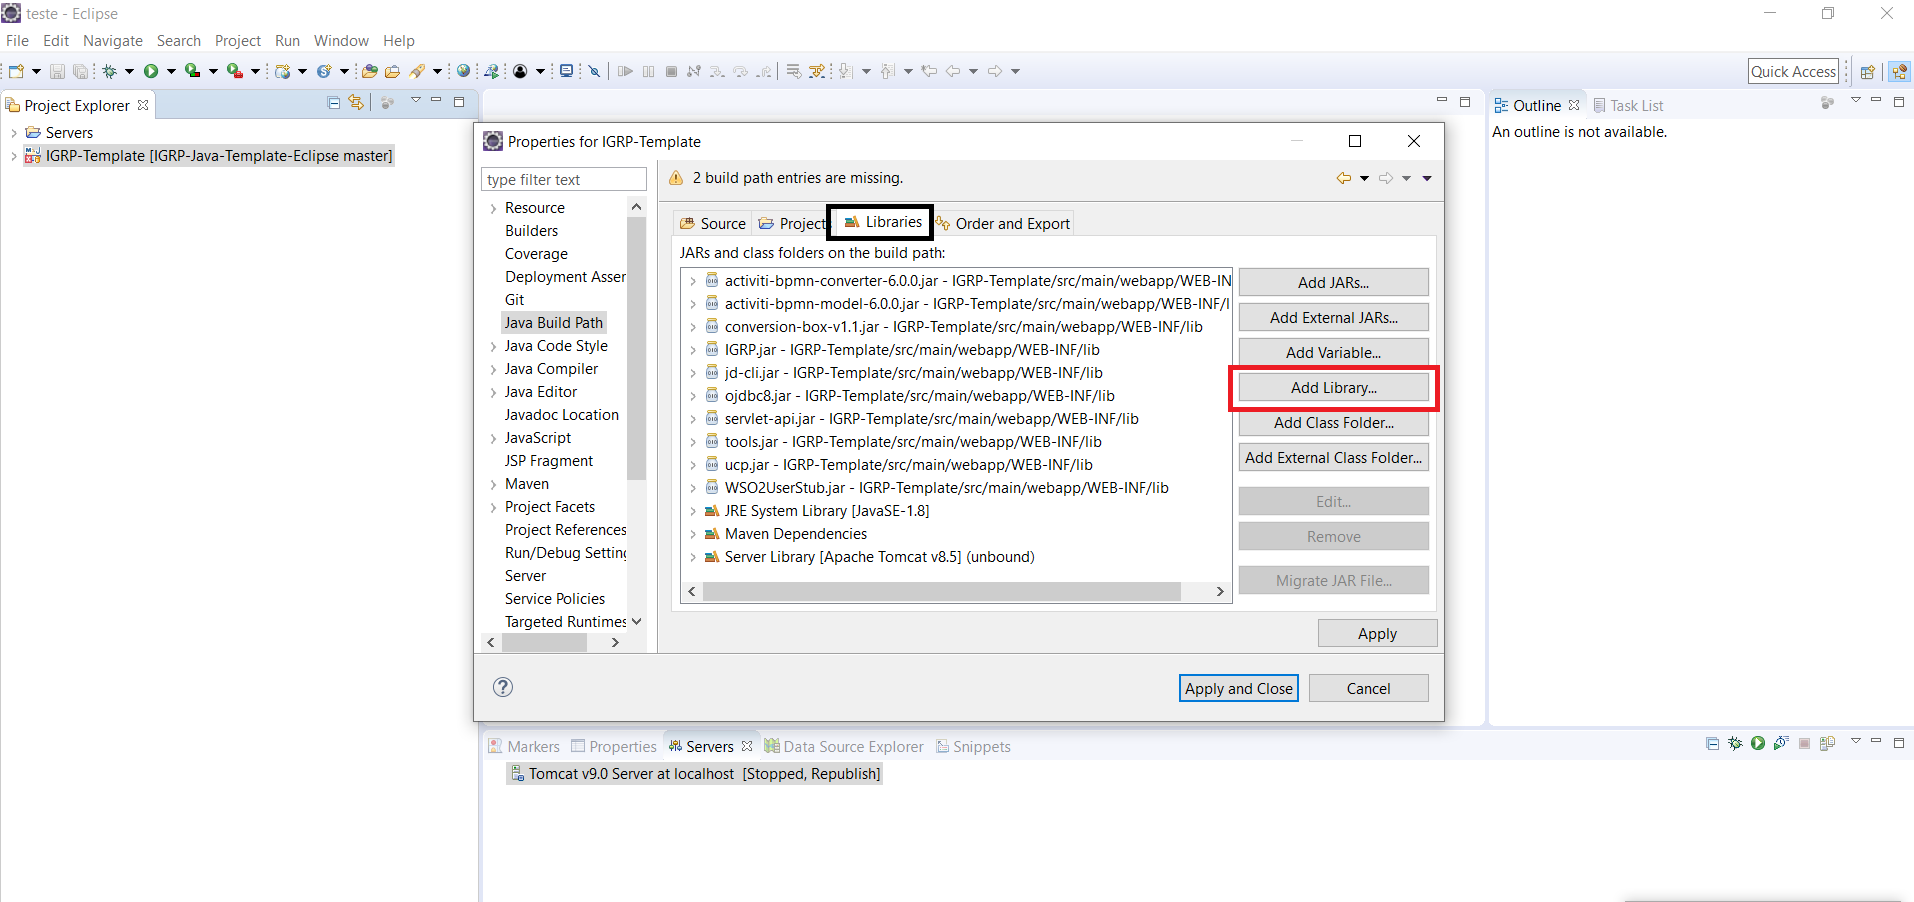 teste - Eclipse
File Edit Navigate Search Project Run Window Help
Quick Access
Project Explorer
Servers
IGRP-Template [IGRP-Java-Template-Eclipse master]
Outline Task List
An outline is not available.
Properties for IGRP-Template
type filter text
Resource
Builders
Coverage
Deployment Asser
Git
Java Build Path
Java Code Style
Java Compiler
Java Editor
Javadoc Location
JavaScript
JSP Fragment
Maven
Project Facets
Project References
Run/Debug Setting
Server
Service Policies
Targeted Runtimes
2 build path entries are missing.
Source Project Libraries Order and Export
JARs and class folders on the build path:
activiti-bpmn-converter-6.0.0.jar - IGRP-Template/src/main/webapp/WEB-IN
activiti-bpmn-model-6.0.0.jar - IGRP-Template/src/main/webapp/WEB-INF/l
conversion-box-v1.1.jar - IGRP-Template/src/main/webapp/WEB-INF/lib
IGRP.jar - IGRP-Template/src/main/webapp/WEB-INF/lib
jd-cli.jar - IGRP-Template/src/main/webapp/WEB-INF/lib
ojdbc8.jar - IGRP-Template/src/main/webapp/WEB-INF/lib
servlet-api.jar - IGRP-Template/src/main/webapp/WEB-INF/lib
tools.jar - IGRP-Template/src/main/webapp/WEB-INF/lib
ucp.jar - IGRP-Template/src/main/webapp/WEB-INF/lib
WSO2UserStub.jar - IGRP-Template/src/main/webapp/WEB-INF/lib
JRE System Library [JavaSE-1.8]
Maven Dependencies
Server Library [Apache Tomcat v8.5] (unbound)
Add JARs...
Add External JARs...
Add Variable...
Add Library...
Add Class Folder...
Add External Class Folder...
Edit...
Remove
Migrate JAR File...
Apply
Apply and Close Cancel
Markers Properties Servers Data Source Explorer Snippets
Tomcat v9.0 Server at localhost [Stopped, Republish]